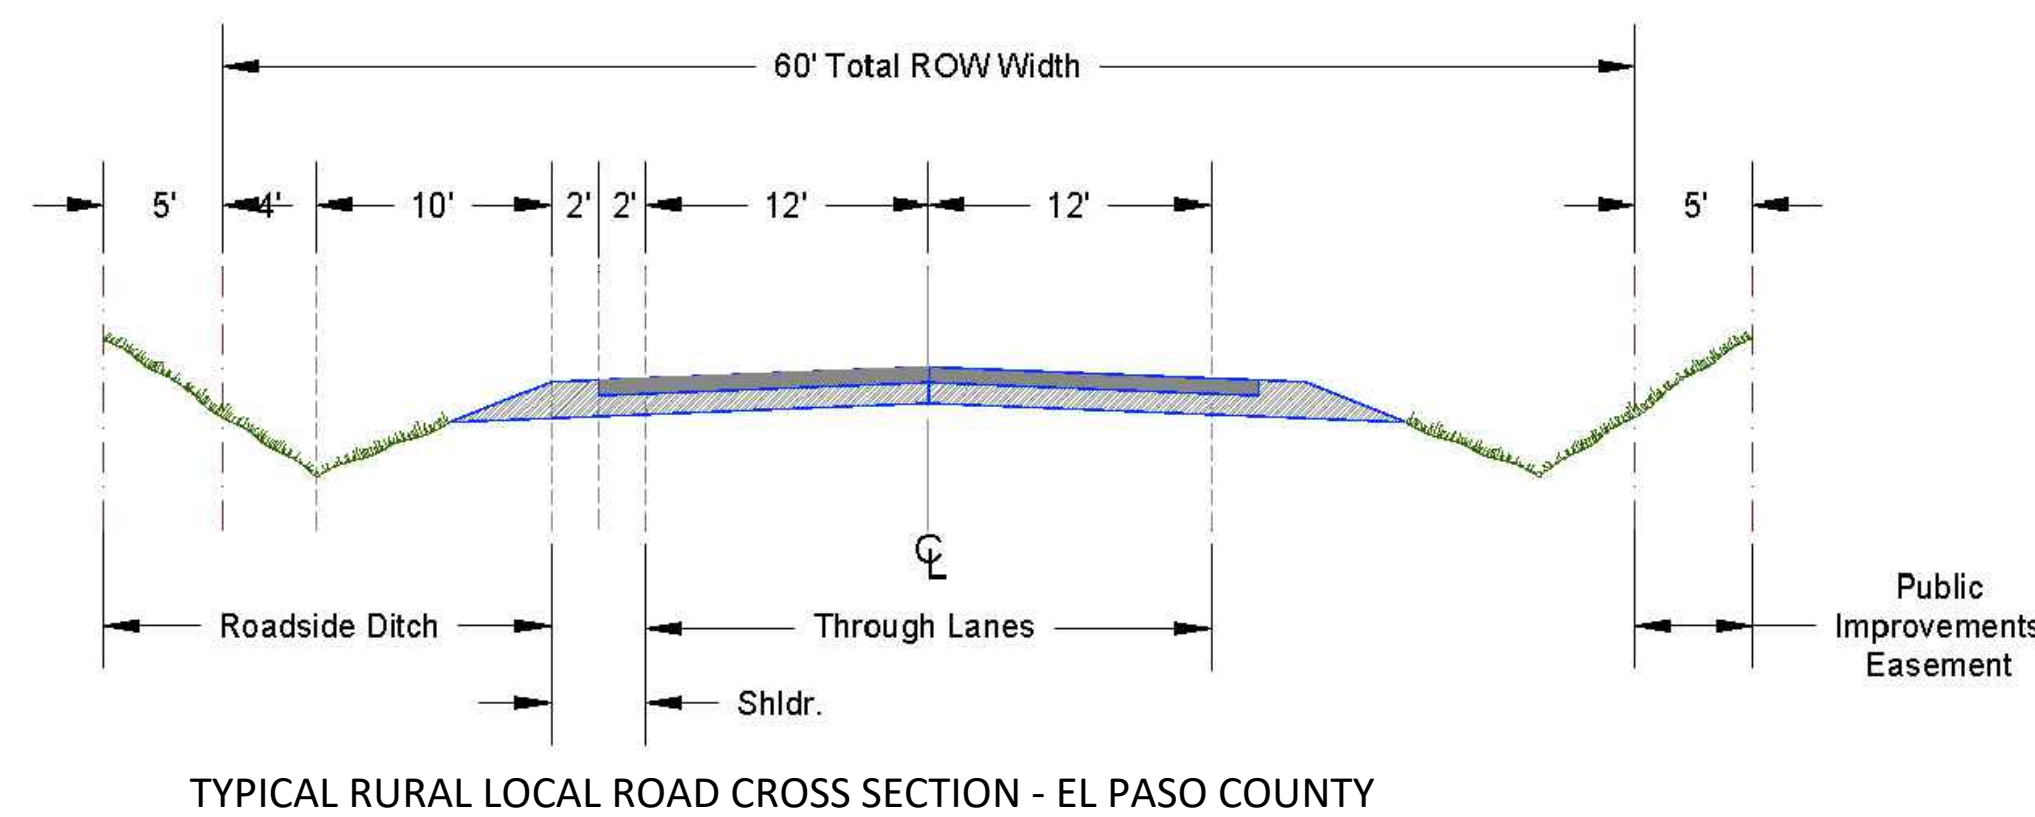 60' Total ROW Width
5' 4' 10' 2' 2' 12' 12' 5'
CL
Roadside Ditch Through Lanes Public
Improvements
Easement
Shldr.
TYPICAL RURAL LOCAL ROAD CROSS SECTION - EL PASO COUNTY